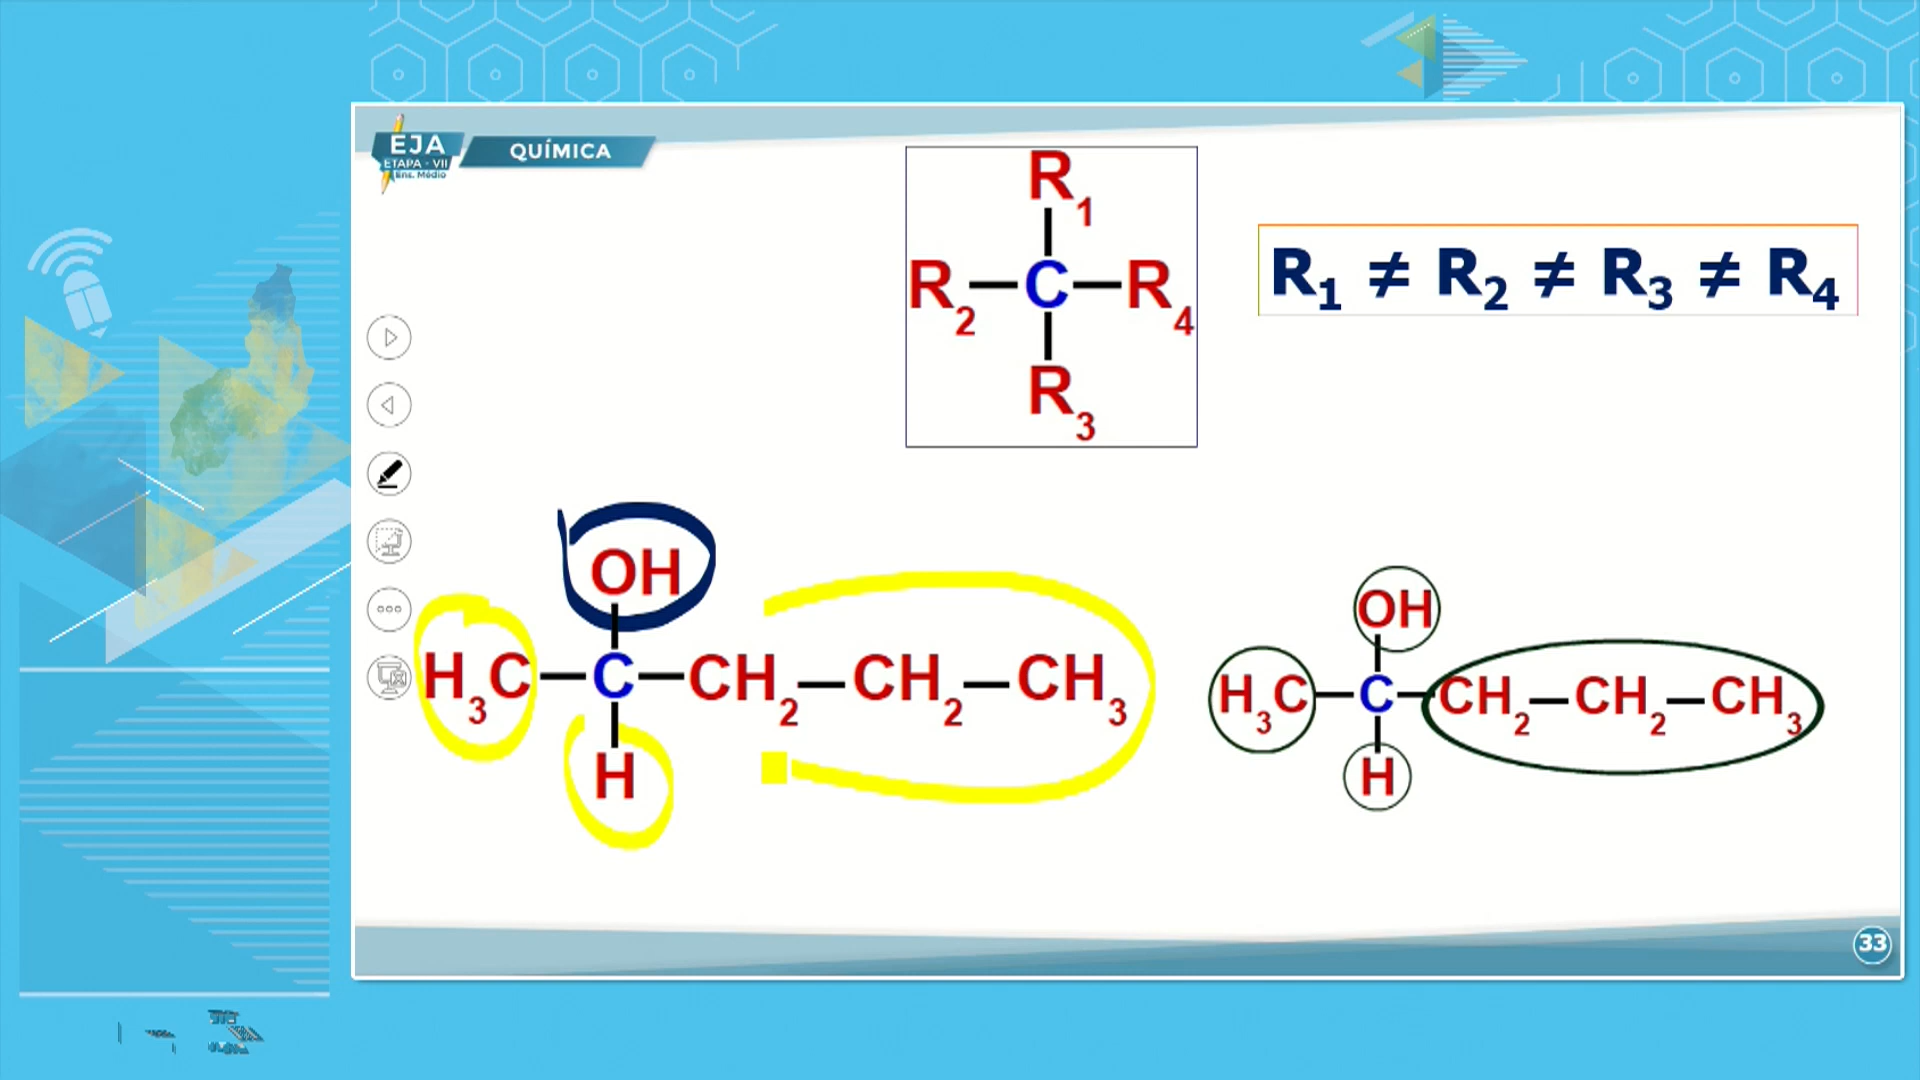 EJA
ETAPA - VII
Ens. Médio
QUÍMICA
R1
R2 C R4
R3
R1 ≠ R2 ≠ R3 ≠ R4
OH
H3C—C—CH2—CH2—CH3
H
OH
H3C—C—CH2—CH2—CH3
H
33